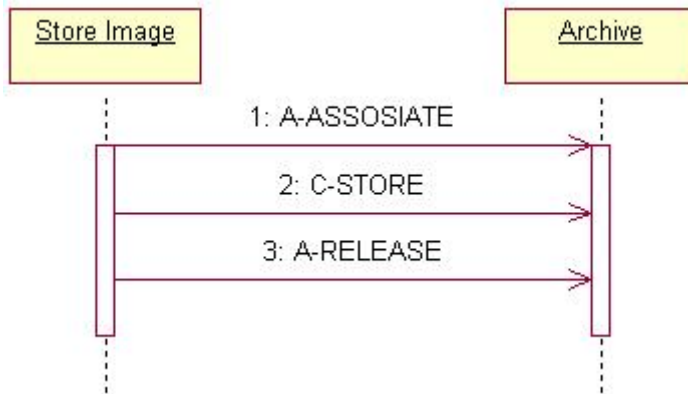 Store Image
Archive
1: A-ASSOSIATE
2: C-STORE
3: A-RELEASE